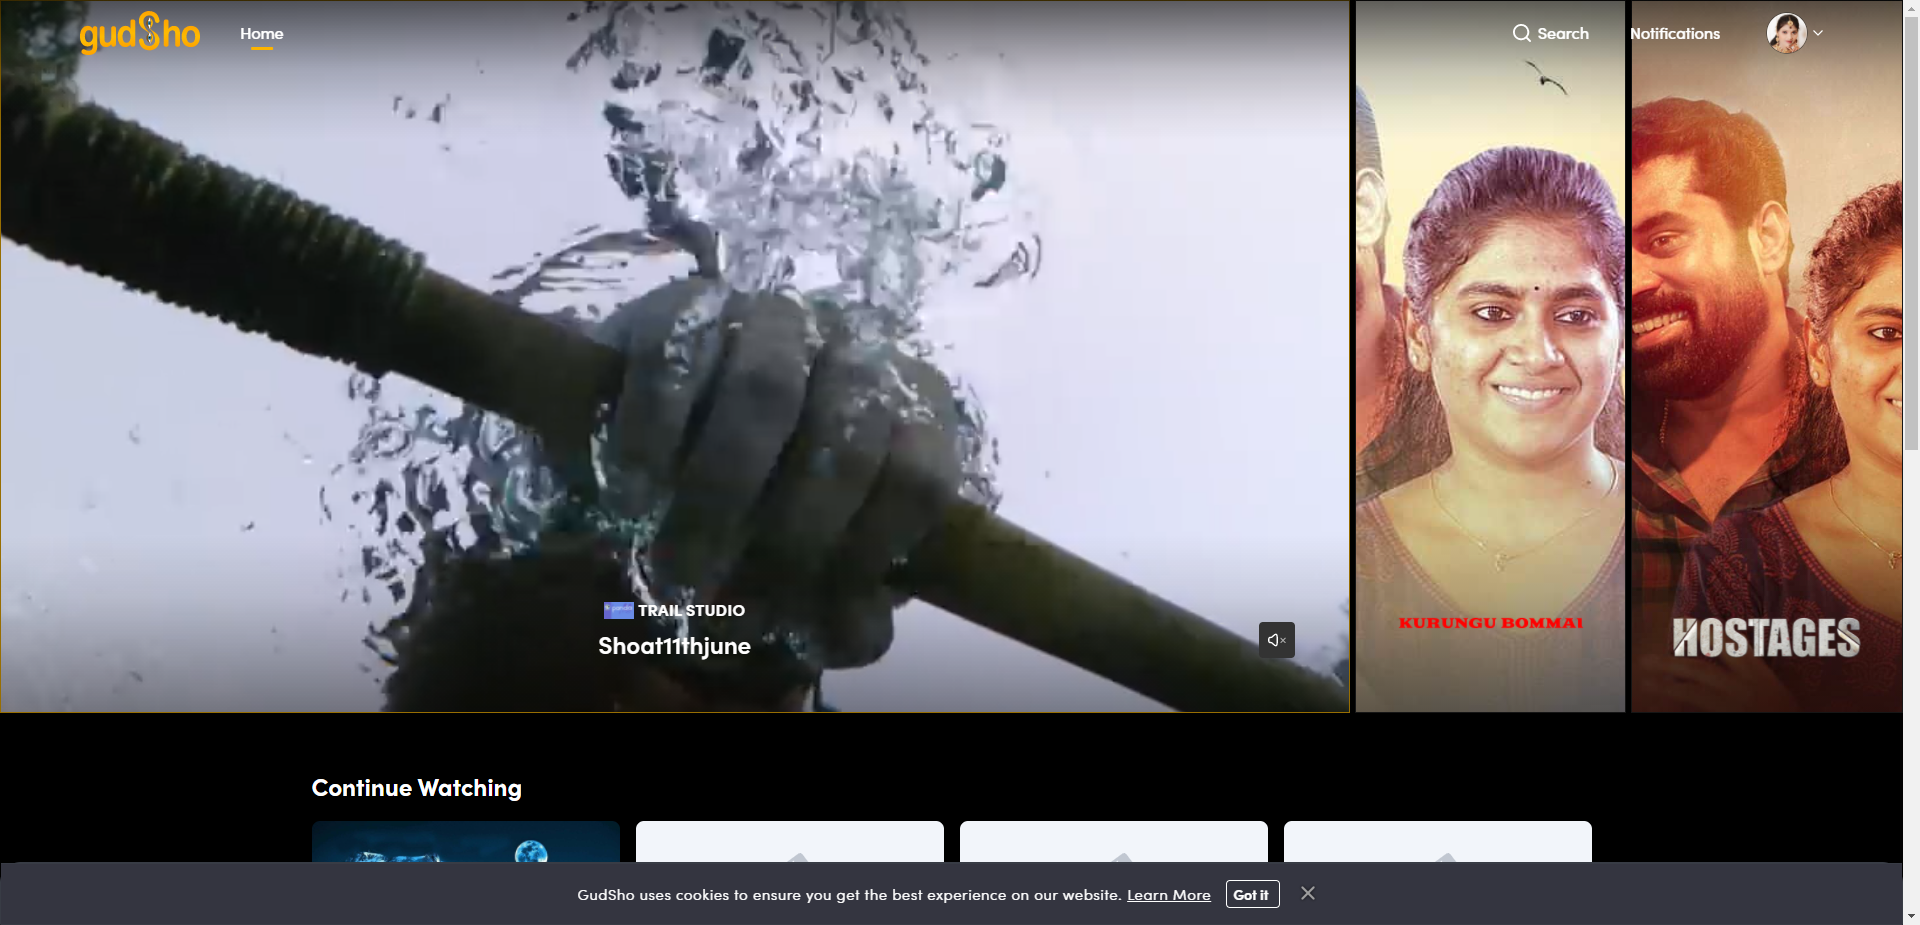 gudSho
Home
Search
Notifications
TRAIL STUDIO
Shoat11thjune
KURUNGU BOMMAI
HOSTAGES
Continue Watching
GudSho uses cookies to ensure you get the best experience on our website. Learn More
Got it